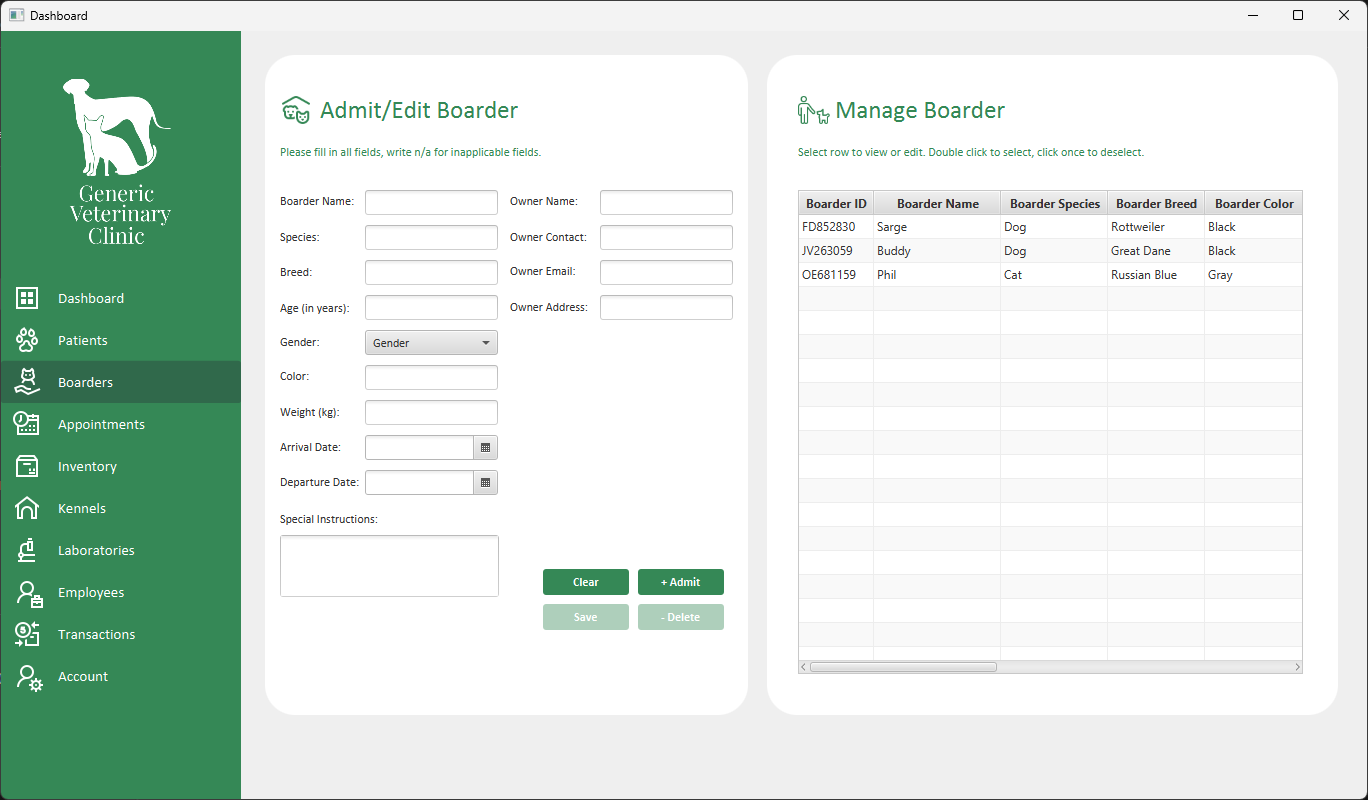 Dashboard
Generic
Veterinary
Clinic
Dashboard
Patients
Boarders
Appointments
Inventory
Kennels
Laboratories
Employees
Transactions
Account
Admit/Edit Boarder
Please fill in all fields, write n/a for inapplicable fields.
Boarder Name:
Owner Name:
Species:
Owner Contact:
Breed:
Owner Email:
Age (in years):
Owner Address:
Gender:
Gender
Color:
Weight (kg):
Arrival Date:
Departure Date:
Special Instructions:
Clear
+ Admit
Save
- Delete
Manage Boarder
Select row to view or edit. Double click to select, click once to deselect.
Boarder ID Boarder Name Boarder Species Boarder Breed Boarder Color
FD852830 Sarge Dog Rottweiler Black
JV263059 Buddy Dog Great Dane Black
OE681159 Phil Cat Russian Blue Gray